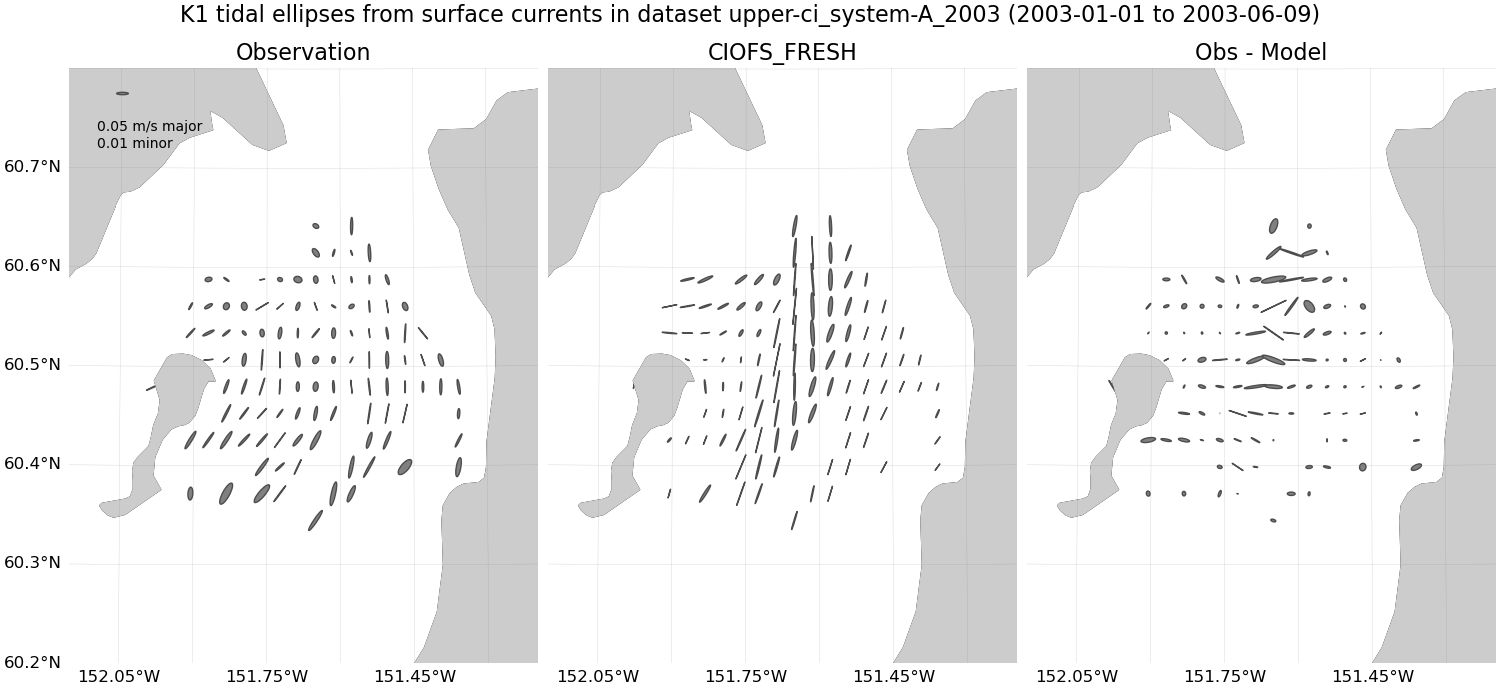 K1 tidal ellipses from surface currents in dataset upper-ci_system-A_2003 (2003-01-01 to 2003-06-09)
Observation
CIOFS_FRESH
Obs - Model
0.05 m/s major
0.01 minor
60.7°N
60.6°N
60.5°N
60.4°N
60.3°N
60.2°N
152.05°W 151.75°W 151.45°W
152.05°W 151.75°W 151.45°W
152.05°W 151.75°W 151.45°W